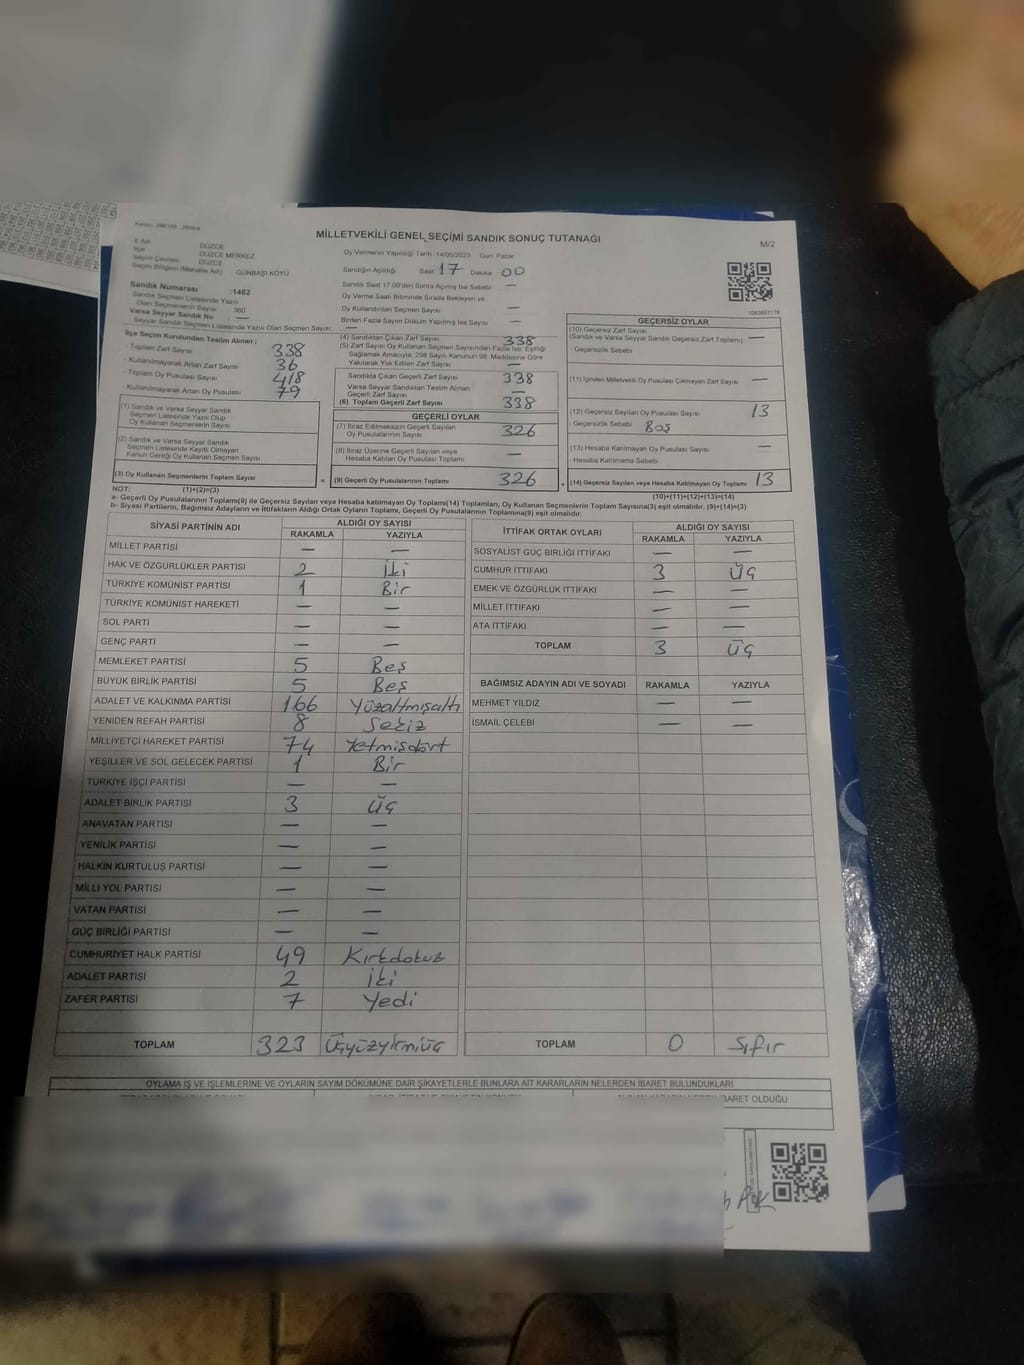 MİLLETVEKİLİ GENEL SEÇİMİ SANDIK SONUÇ TUTANAĞI
M/2
İl Adı DÜZCE
İlçe DÜZCE MERKEZ
Seçim Çevresi DÜZCE
Seçim Bölgesi (Mahalle Adı) GÜNBAŞI KÖYÜ
Sandık Numarası :1462
Sandık Seçmen Listesinde Yazılı
Olan Seçmenlerin Sayısı 360
Varsa Seyyar Sandık No —
- Seyyar Sandık Seçmen Listesinde Yazılı Olan Seçmen Sayısı: —
Oy Vermenin Yapıldığı Tarih 14/05/2023 Gün Pazar
Sandığın Açıldığı Saat 17 Dakika 00
Sandık Saat 17.00'den Sonra Açılmış İse Sebebi —
Oy Verme Saati Bitiminde Sırada Bekleyen ve
Oy Kullandırılan Seçmen Sayısı —
Birden Fazla Sayım Döküm Yapılmış İse Sayısı —
1083687178
İlçe Seçim Kurulundan Teslim Alınan ;
- Toplam Zarf Sayısı 338
- Kullanılmayarak Artan Zarf Sayısı 36
- Toplam Oy Pusulası Sayısı 418
- Kullanılmayarak Artan Oy Pusulası 79
(1) Sandık ve Varsa Seyyar Sandık
Seçmen Listesinde Yazılı Olup
Oy Kullanan Seçmenlerin Sayısı
(2) Sandık ve Varsa Seyyar Sandık
Seçmen Listesinde Kaydı Olmayan
Kanun Gereği Oy Kullanan Seçmen Sayısı
(3) Oy Kullanan Seçmenlerin Toplam Sayısı
(4) Sandıktan Çıkan Zarf Sayısı 338
(5) Zarf Sayısı Oy Kullanan Seçmen Sayısından Fazla İse, Eşitliği
Sağlamak Amacıyla, 298 Sayılı Kanunun 98. Maddesine Göre
Yakılarak Yok Edilen Zarf Sayısı —
Sandıkta Çıkan Geçerli Zarf Sayısı 338
Varsa Seyyar Sandıktan Teslim Alınan
Geçerli Zarf Sayısı —
(6) Toplam Geçerli Zarf Sayısı 338
GEÇERLİ OYLAR
(7) İtiraz Edilmeksizin Geçerli Sayılan
Oy Pusulalarının Sayısı 326
(8) İtiraz Üzerine Geçerli Sayılan veya
Hesaba Katılan Oy Pusulası Toplamı —
= (9) Geçerli Oy Pusulalarının Toplamı 326
GEÇERSİZ OYLAR
(10) Geçersiz Zarf Sayısı
(Sandık ve Varsa Seyyar Sandık Geçersiz Zarf Toplamı) —
- Geçersizlik Sebebi
(11) İçinden Milletvekili Oy Pusulası Çıkmayan Zarf Sayısı —
(12) Geçersiz Sayılan Oy Pusulası Sayısı 13
- Geçersizlik Sebebi Boş
(13) Hesaba Katılmayan Oy Pusulası Sayısı —
- Hesaba Katılmama Sebebi
+ (14) Geçersiz Sayılan veya Hesaba Katılmayan Oy Toplamı 13
NOT: (1)+(2)=(3)
(10)+(11)+(12)+(13)=(14)
a- Geçerli Oy Pusulalarının Toplamı(9) ile Geçersiz Sayılan veya Hesaba katılmayan Oy Toplamı(14) Toplamları, Oy Kullanan Seçmenlerin Toplam Sayısına(3) eşit olmalıdır. (9)+(14)=(3)
b- Siyasi Partilerin, Bağımsız Adayların ve İttifakların Aldığı Ortak Oyların Toplamı, Geçerli Oy Pusulalarının Toplamına(9) eşit olmalıdır.
SİYASİ PARTİNİN ADI ALDIĞI OY SAYISI
RAKAMLA YAZIYLA
MİLLET PARTİSİ — —
HAK VE ÖZGÜRLÜKLER PARTİSİ 2 İki
TÜRKİYE KOMÜNİST PARTİSİ 1 Bir
TÜRKİYE KOMÜNİST HAREKETİ — —
SOL PARTİ — —
GENÇ PARTİ — —
MEMLEKET PARTİSİ 5 Beş
BÜYÜK BİRLİK PARTİSİ 5 Beş
ADALET VE KALKINMA PARTİSİ 166 Yüzaltmışaltı
YENİDEN REFAH PARTİSİ 8 Sekiz
MİLLİYETÇİ HAREKET PARTİSİ 74 Yetmişdört
YEŞİLLER VE SOL GELECEK PARTİSİ 1 Bir
TÜRKİYE İŞÇİ PARTİSİ — —
ADALET BİRLİK PARTİSİ 3 Üç
ANAVATAN PARTİSİ — —
YENİLİK PARTİSİ — —
HALKIN KURTULUŞ PARTİSİ — —
MİLLİ YOL PARTİSİ — —
VATAN PARTİSİ — —
GÜÇ BİRLİĞİ PARTİSİ — —
CUMHURİYET HALK PARTİSİ 49 Kırkdokuz
ADALET PARTİSİ 2 İki
ZAFER PARTİSİ 7 Yedi
TOPLAM 323 Üçyüzyirmiüç
İTTİFAK ORTAK OYLARI ALDIĞI OY SAYISI
RAKAMLA YAZIYLA
SOSYALİST GÜÇ BİRLİĞİ İTTİFAKI — —
CUMHUR İTTİFAKI 3 Üç
EMEK VE ÖZGÜRLÜK İTTİFAKI — —
MİLLET İTTİFAKI — —
ATA İTTİFAKI — —
TOPLAM 3 Üç
BAĞIMSIZ ADAYIN ADI VE SOYADI RAKAMLA YAZIYLA
MEHMET YILDIZ — —
İSMAİL ÇELEBİ — —
TOPLAM 0 Sıfır
OYLAMA İŞ VE İŞLEMLERİNE VE OYLARIN SAYIM DÖKÜMÜNE DAİR ŞİKAYETLERLE BUNLARA AİT KARARLARIN NELERDEN İBARET BULUNDUKLARI
İBARET OLDUĞU